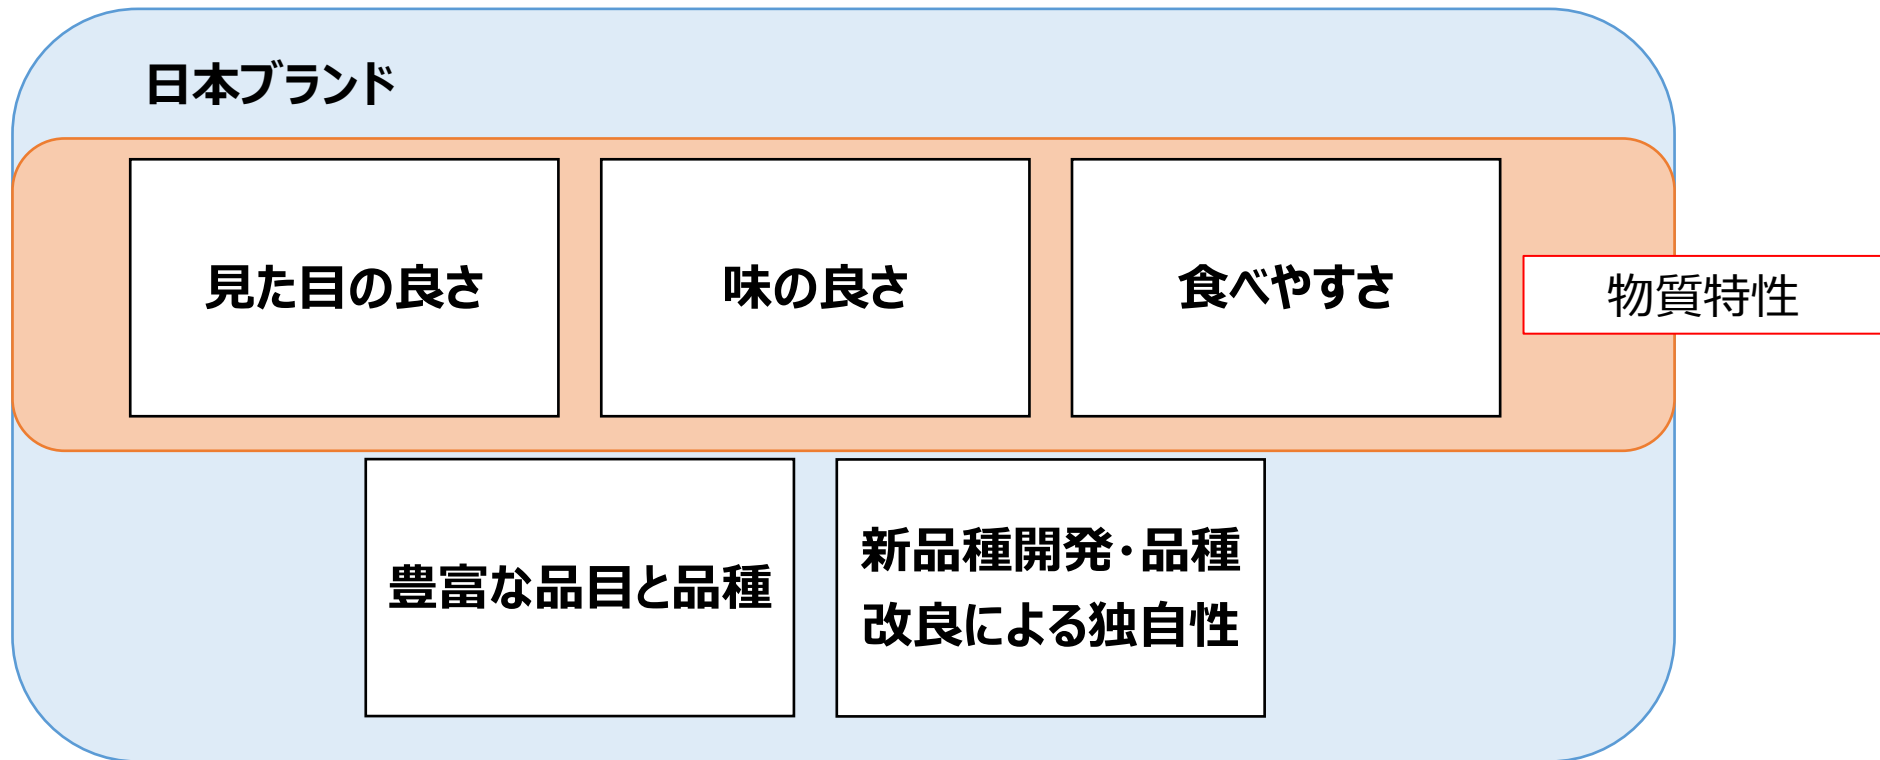 日本ブランド
見た目の良さ
味の良さ
食べやすさ
物質特性
豊富な品目と品種
新品種開発・品種
改良による独自性